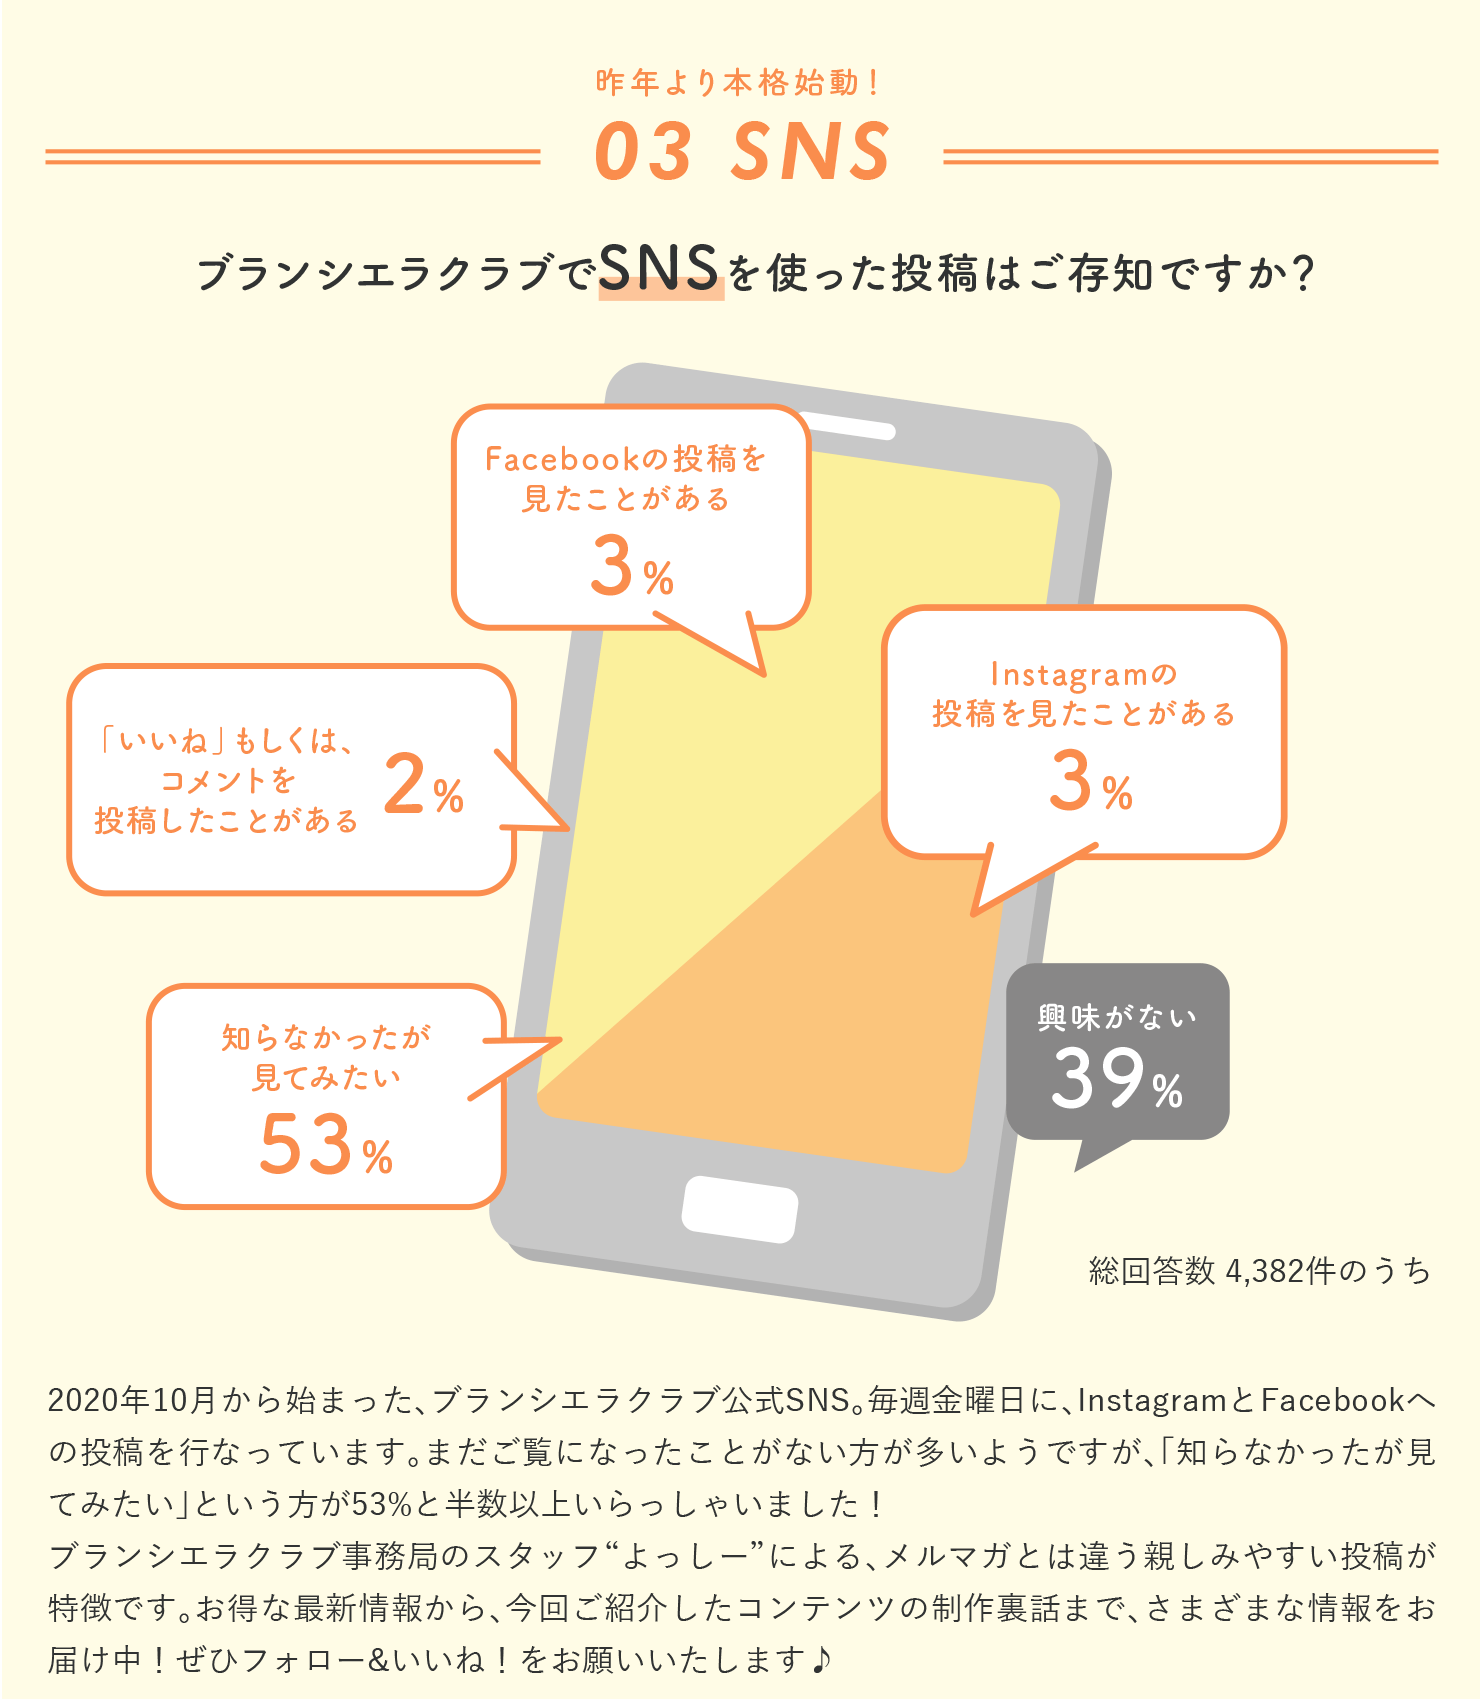 昨年より本格始動！
03 SNS
ブランシエラクラブでSNSを使った投稿はご存知ですか？
Facebookの投稿を
見たことがある
3%
Instagramの
投稿を見たことがある
3%
「いいね」もしくは、
コメントを
投稿したことがある
2%
知らなかったが
見てみたい
53%
興味がない
39%
総回答数 4,382件のうち
2020年10月から始まった、ブランシエラクラブ公式SNS。毎週金曜日に、InstagramとFacebookへ
の投稿を行なっています。まだご覧になったことがない方が多いようですが、「知らなかったが見
てみたい」という方が53%と半数以上いらっしゃいました！
ブランシエラクラブ事務局のスタッフ“よっしー”による、メルマガとは違う親しみやすい投稿が
特徴です。お得な最新情報から、今回ご紹介したコンテンツの制作裏話まで、さまざまな情報をお
届け中！ぜひフォロー&いいね！をお願いいたします♪